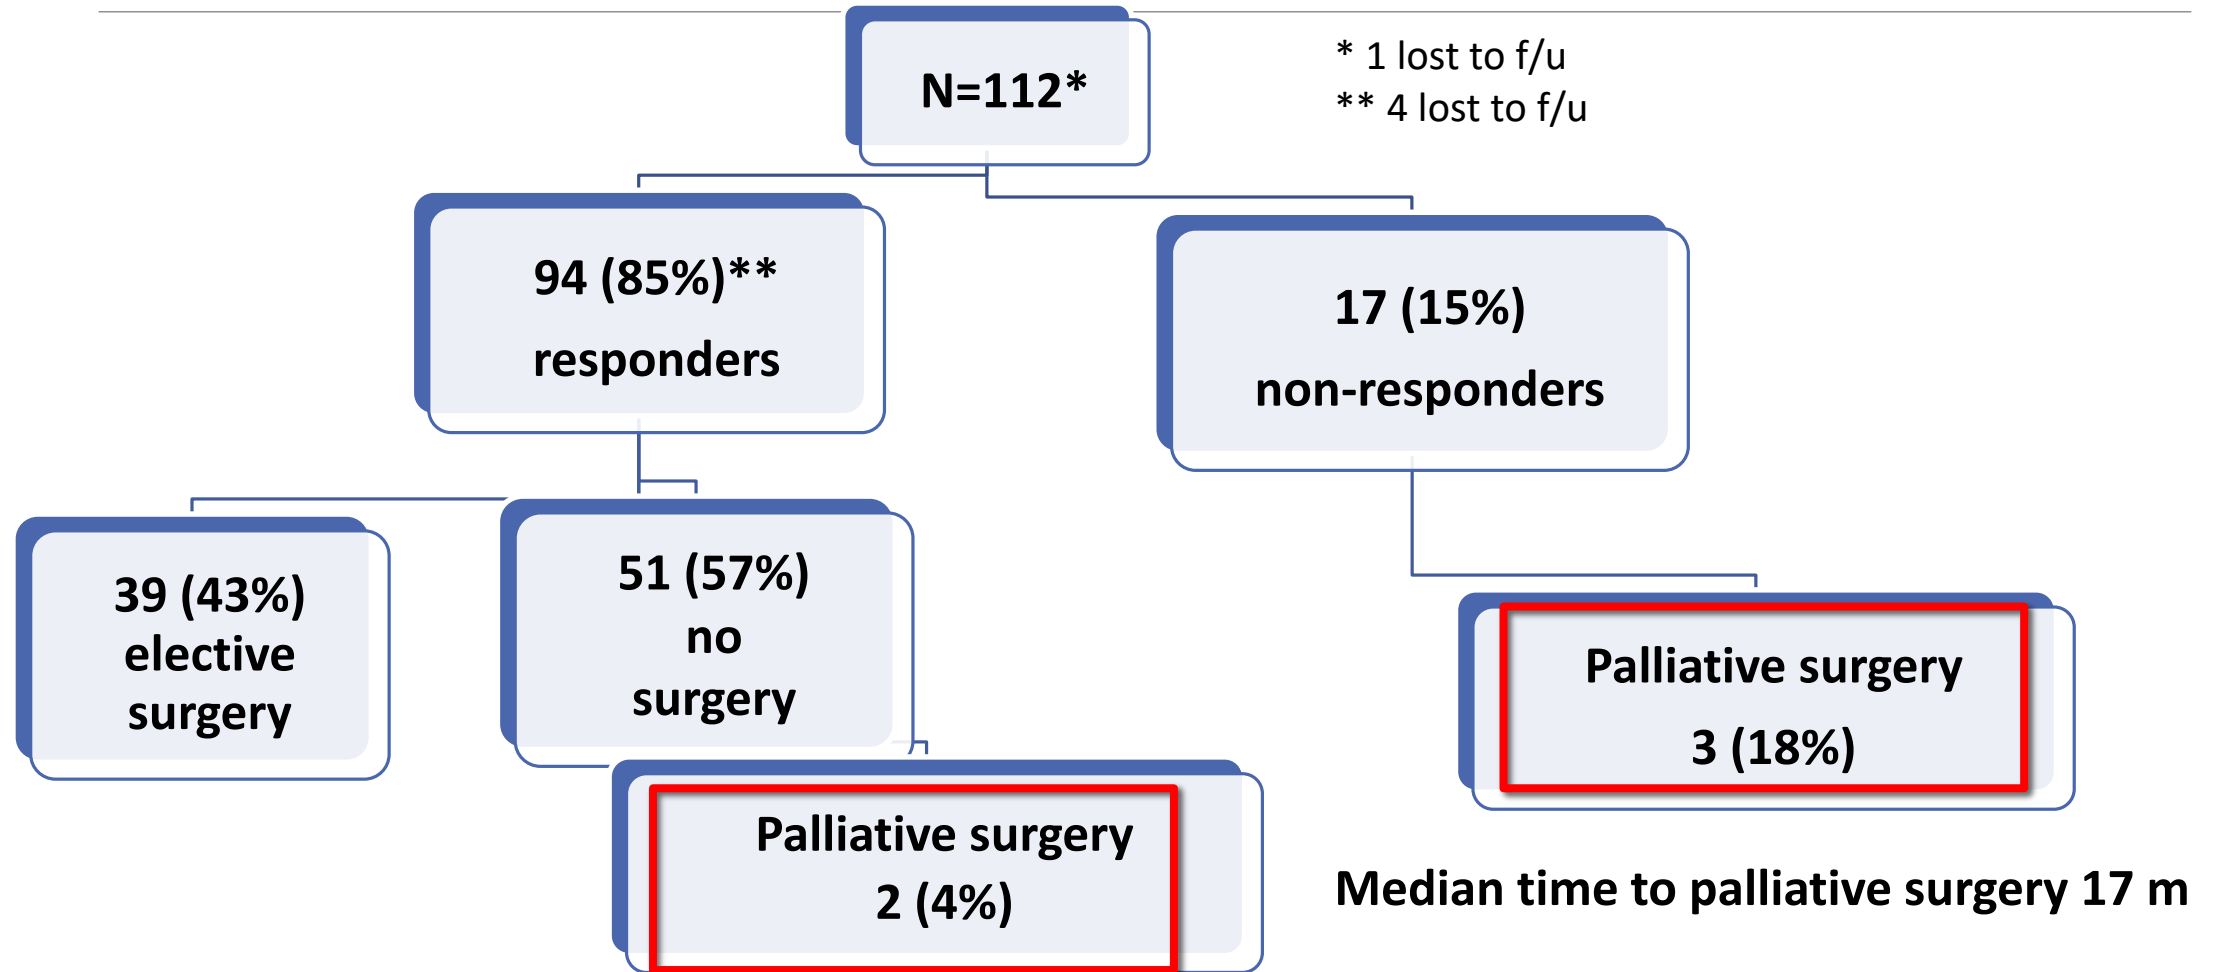 N=112*
* 1 lost to f/u
** 4 lost to f/u
94 (85%)**
responders
17 (15%)
non-responders
39 (43%)
elective
surgery
51 (57%)
no
surgery
Palliative surgery
2 (4%)
Palliative surgery
3 (18%)
Median time to palliative surgery 17 m